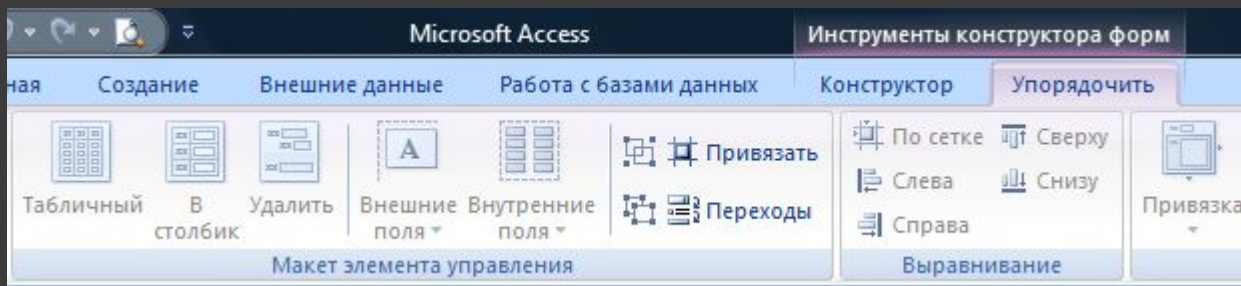 Microsoft Access
Инструменты конструктора форм
ная
Создание
Внешние данные
Работа с базами данных
Конструктор
Упорядочить
Табличный
В столбик
Удалить
A
Внешние поля
Внутренние поля
Привязать
Переходы
Макет элемента управления
По сетке
Сверху
Слева
Снизу
Справа
Выравнивание
Привязка